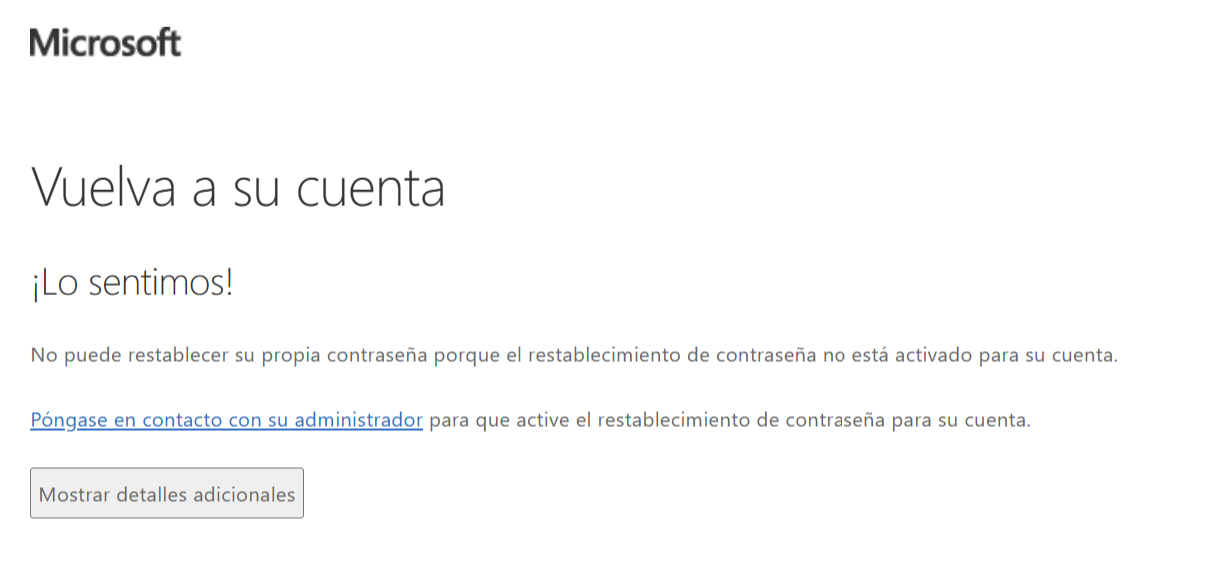 Microsoft
Vuelva a su cuenta
¡Lo sentimos!
No puede restablecer su propia contraseña porque el restablecimiento de contraseña no está activado para su cuenta.
Póngase en contacto con su administrador para que active el restablecimiento de contraseña para su cuenta.
Mostrar detalles adicionales